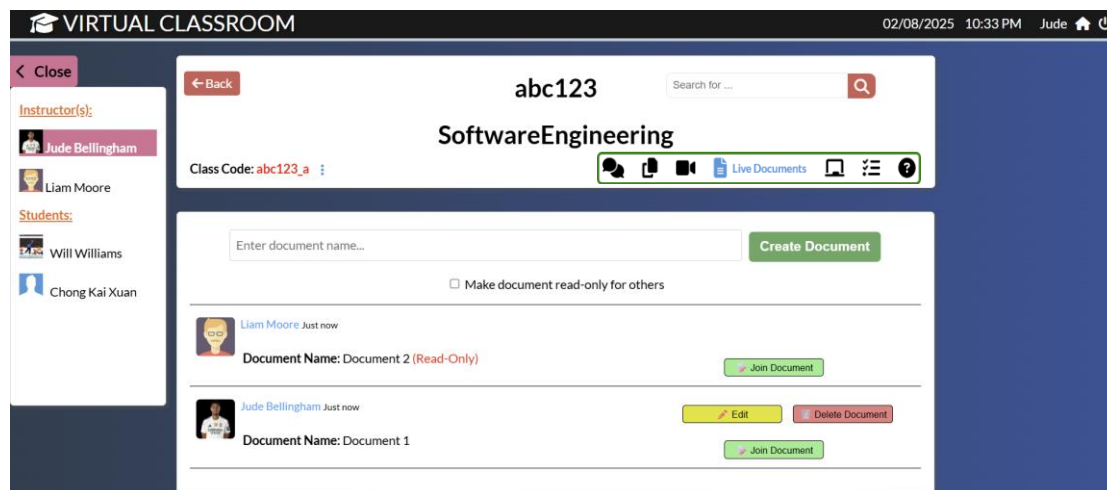 VIRTUAL CLASSROOM
02/08/2025 10:33 PM Jude
Close
Instructor(s):
Jude Bellingham
Liam Moore
Students:
Will Williams
Chong Kai Xuan
Back
abc123
Search for ...
SoftwareEngineering
Class Code: abc123_a
Live Documents
Enter document name...
Create Document
Make document read-only for others
Liam Moore Just now
Document Name: Document 2 (Read-Only)
Join Document
Jude Bellingham Just now
Edit
Delete Document
Document Name: Document 1
Join Document